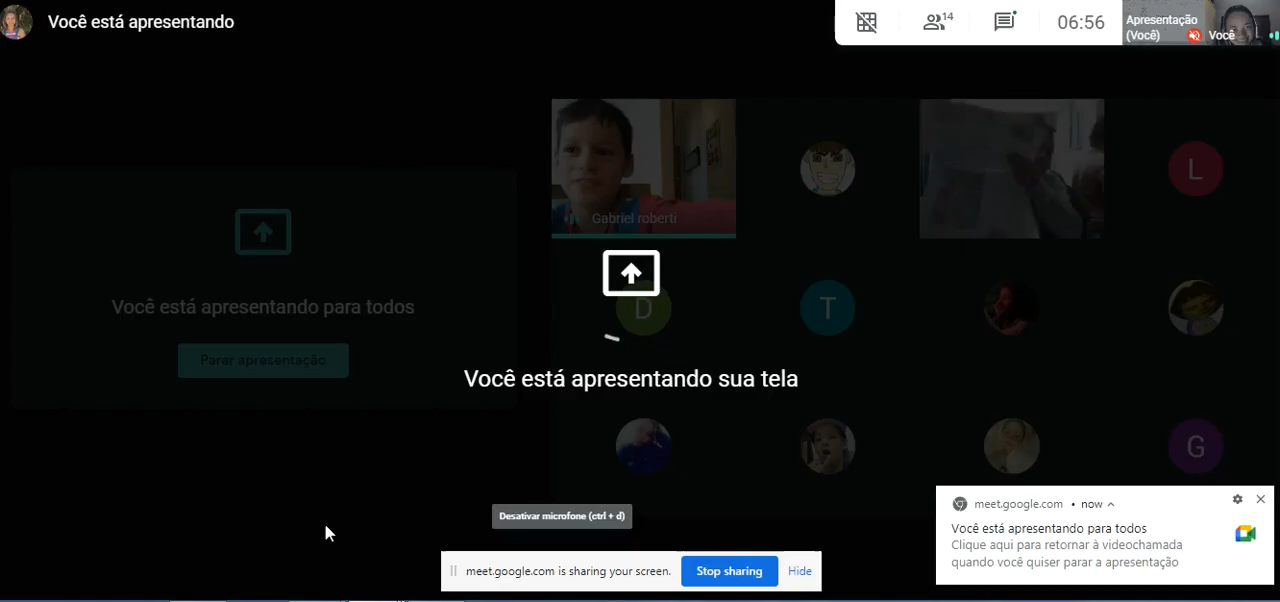 Você está apresentando
14
06:56
Apresentação
(Você)
Você
Gabriel roberti
L
Você está apresentando para todos
Parar apresentação
D
T
Você está apresentando sua tela
G
Desativar microfone (ctrl + d)
meet.google.com is sharing your screen.
Stop sharing
Hide
meet.google.com • now
Você está apresentando para todos
Clique aqui para retornar à videochamada
quando você quiser parar a apresentação